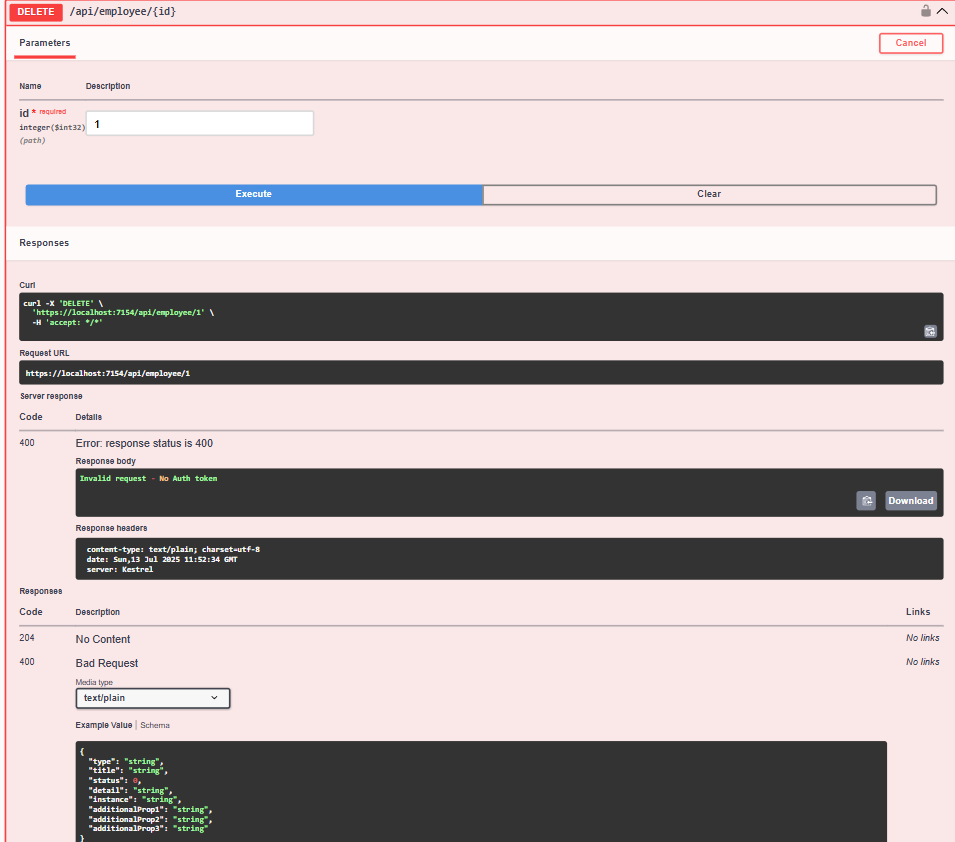 DELETE /api/employee/{id}
Parameters
Cancel
Name Description
id * required
integer($int32)
(path)
1
Execute Clear
Responses
Curl
curl -X 'DELETE' \
'https://localhost:7154/api/employee/1' \
-H 'accept: */*'
Request URL
https://localhost:7154/api/employee/1
Server response
Code Details
400 Error: response status is 400
Response body
Invalid request - No Auth token
Download
Response headers
content-type: text/plain; charset=utf-8
date: Sun,13 Jul 2025 11:52:34 GMT
server: Kestrel
Responses
Code Description Links
204 No Content No links
400 Bad Request No links
Media type
text/plain
Example Value | Schema
{
"type": "string",
"title": "string",
"status": 0,
"detail": "string",
"instance": "string",
"additionalProp1": "string",
"additionalProp2": "string",
"additionalProp3": "string"
}